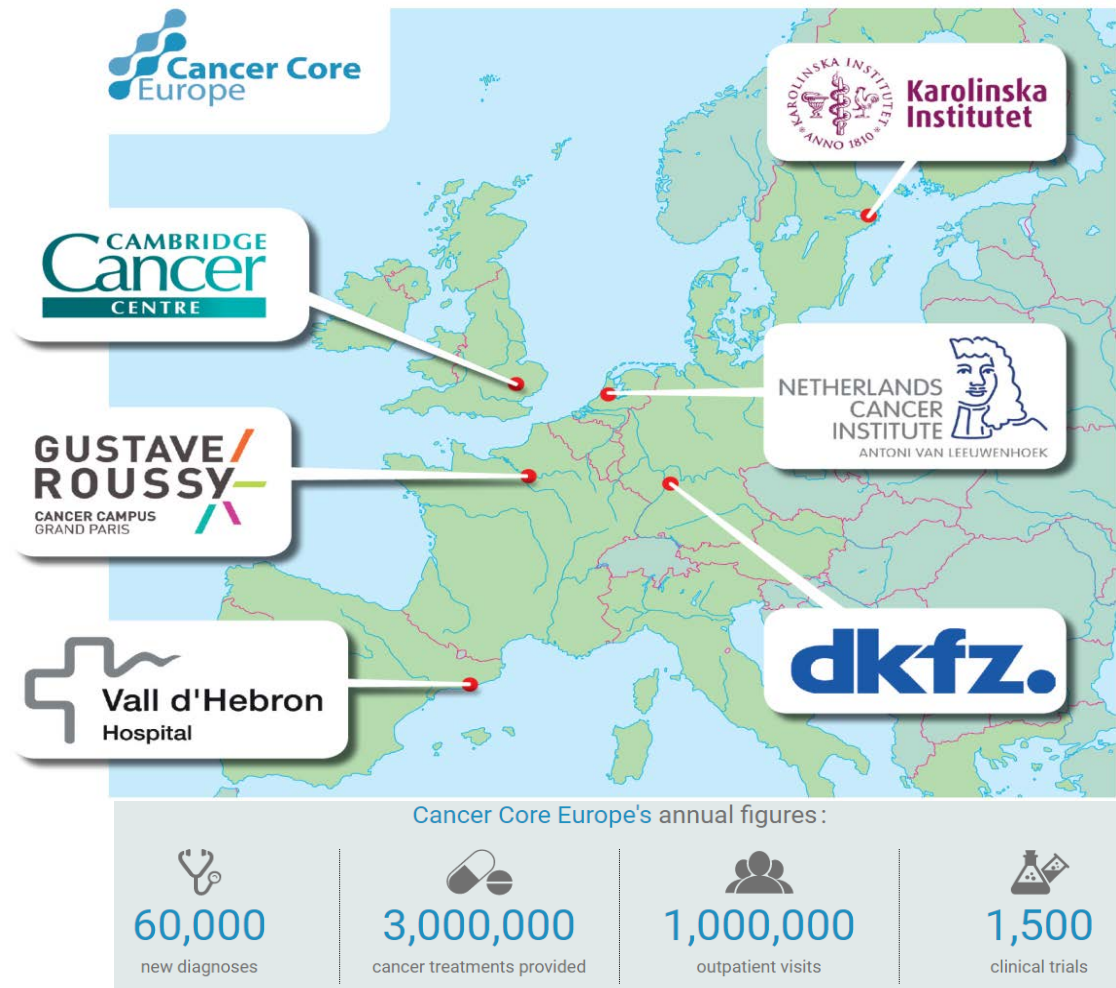 Cancer Core
Europe
KAROLINSKA INSTITUTET
ANNO 1810
Karolinska
Institutet
CAMBRIDGE
Cancer
CENTRE
NETHERLANDS
CANCER
INSTITUTE
ANTONI VAN LEEUWENHOEK
GUSTAVE
ROUSSY
CANCER CAMPUS
GRAND PARIS
dkfz.
Vall d'Hebron
Hospital
Cancer Core Europe's annual figures:
60,000
new diagnoses
3,000,000
cancer treatments provided
1,000,000
outpatient visits
1,500
clinical trials